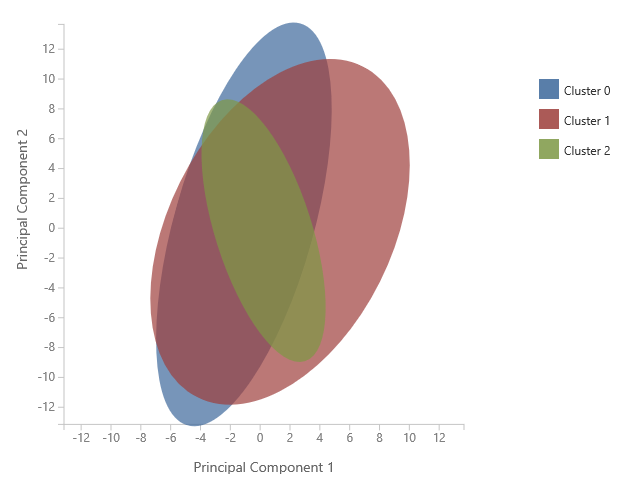 Principal Component 2
12
10
8
6
4
2
0
-2
-4
-6
-8
-10
-12
-12 -10 -8 -6 -4 -2 0 2 4 6 8 10 12
Principal Component 1
Cluster 0
Cluster 1
Cluster 2